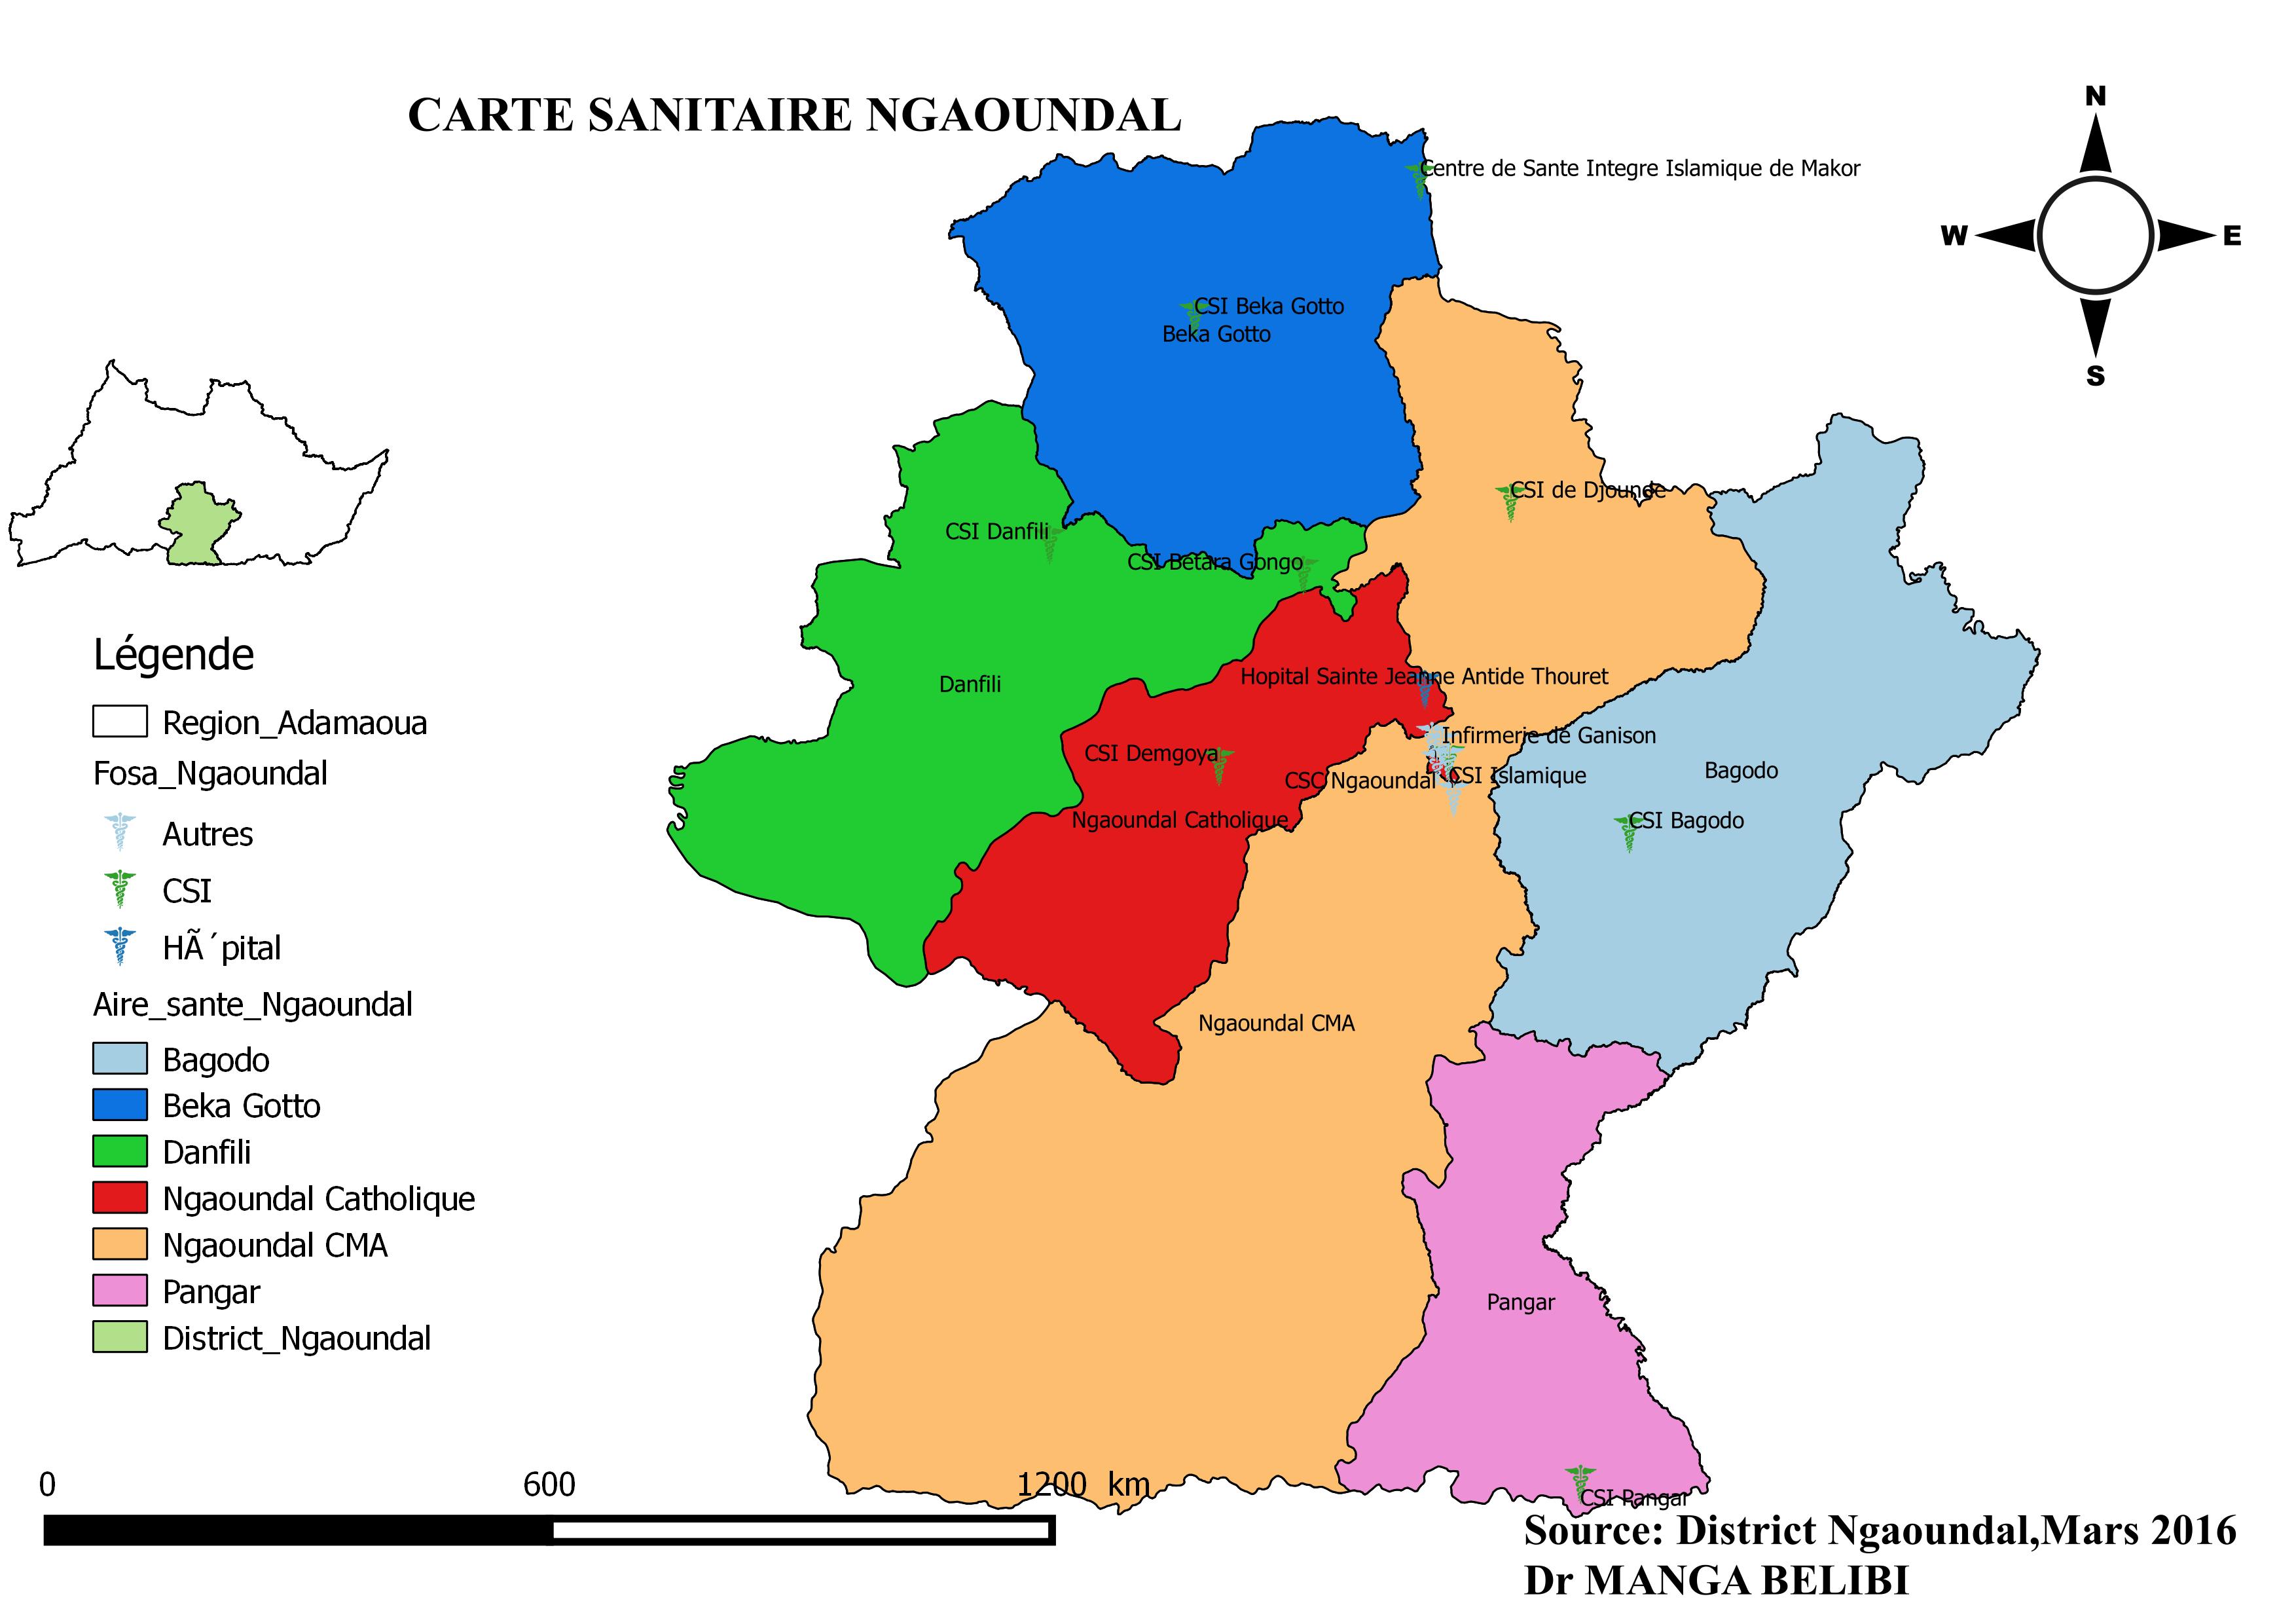 CARTE SANITAIRE NGAOUNDAL
N
W
E
S
Centre de Sante Integre Islamique de Makor
CSI Beka Gotto
Beka Gotto
CSI de Djounde
CSI Danfili
CSI Betara Gongo
Danfili
Hopital Sainte Jeanne Antide Thouret
Infirmerie de Ganison
CSI Demgoya
CSC Ngaoundal
CSI Islamique
Bagodo
Ngaoundal Catholique
CSI Bagodo
Ngaoundal CMA
Pangar
CSI Pangar
Légende
Region_Adamaoua
Fosa_Ngaoundal
Autres
CSI
HÃ´pital
Aire_sante_Ngaoundal
Bagodo
Beka Gotto
Danfili
Ngaoundal Catholique
Ngaoundal CMA
Pangar
District_Ngaoundal
0 600 1200 km
Source: District Ngaoundal,Mars 2016
Dr MANGA BELIBI